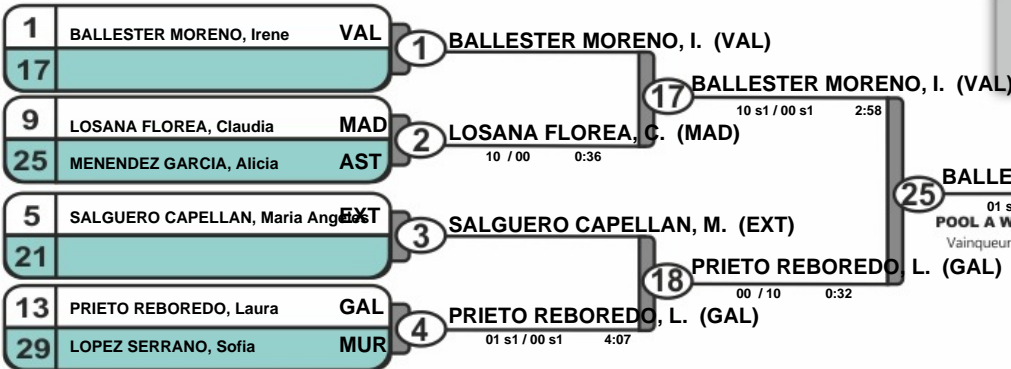 1 BALLESTER MORENO, Irene VAL
17
9 LOSANA FLOREA, Claudia MAD
25 MENENDEZ GARCIA, Alicia AST
5 SALGUERO CAPELLAN, Maria Angeles EXT
21
13 PRIETO REBOREDO, Laura GAL
29 LOPEZ SERRANO, Sofia MUR
1 BALLESTER MORENO, I. (VAL)
2 LOSANA FLOREA, C. (MAD)
10 / 00 0:36
3 SALGUERO CAPELLAN, M. (EXT)
4 PRIETO REBOREDO, L. (GAL)
01 s1 / 00 s1 4:07
17 BALLESTER MORENO, I. (VAL)
10 s1 / 00 s1 2:58
18 PRIETO REBOREDO, L. (GAL)
00 / 10 0:32
25 BALLE
01 s
POOL A W
Vainqueur